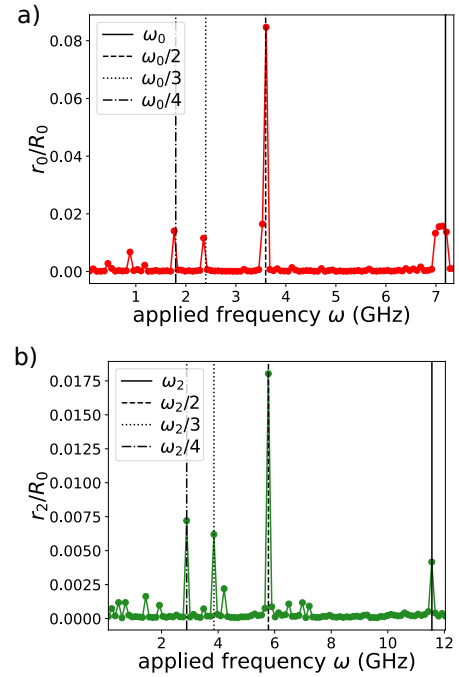 a)
ω₀
ω₀/2
ω₀/3
ω₀/4
r₀/R₀
0.08
0.06
0.04
0.02
0.00
1 2 3 4 5 6 7
applied frequency ω (GHz)
b)
ω₂
ω₂/2
ω₂/3
ω₂/4
r₂/R₀
0.0175
0.0150
0.0125
0.0100
0.0075
0.0050
0.0025
0.0000
2 4 6 8 10 12
applied frequency ω (GHz)